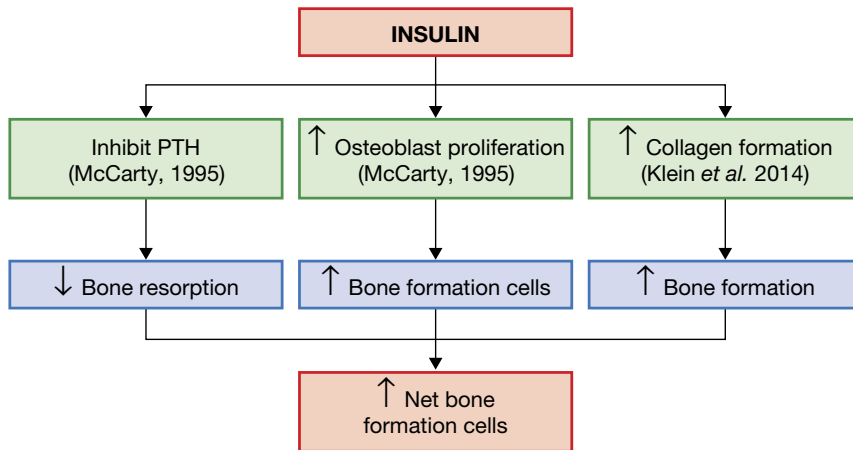 INSULIN
Inhibit PTH
(McCarty, 1995)
↑ Osteoblast proliferation
(McCarty, 1995)
↑ Collagen formation
(Klein et al. 2014)
↓ Bone resorption
↑ Bone formation cells
↑ Bone formation
↑ Net bone
formation cells